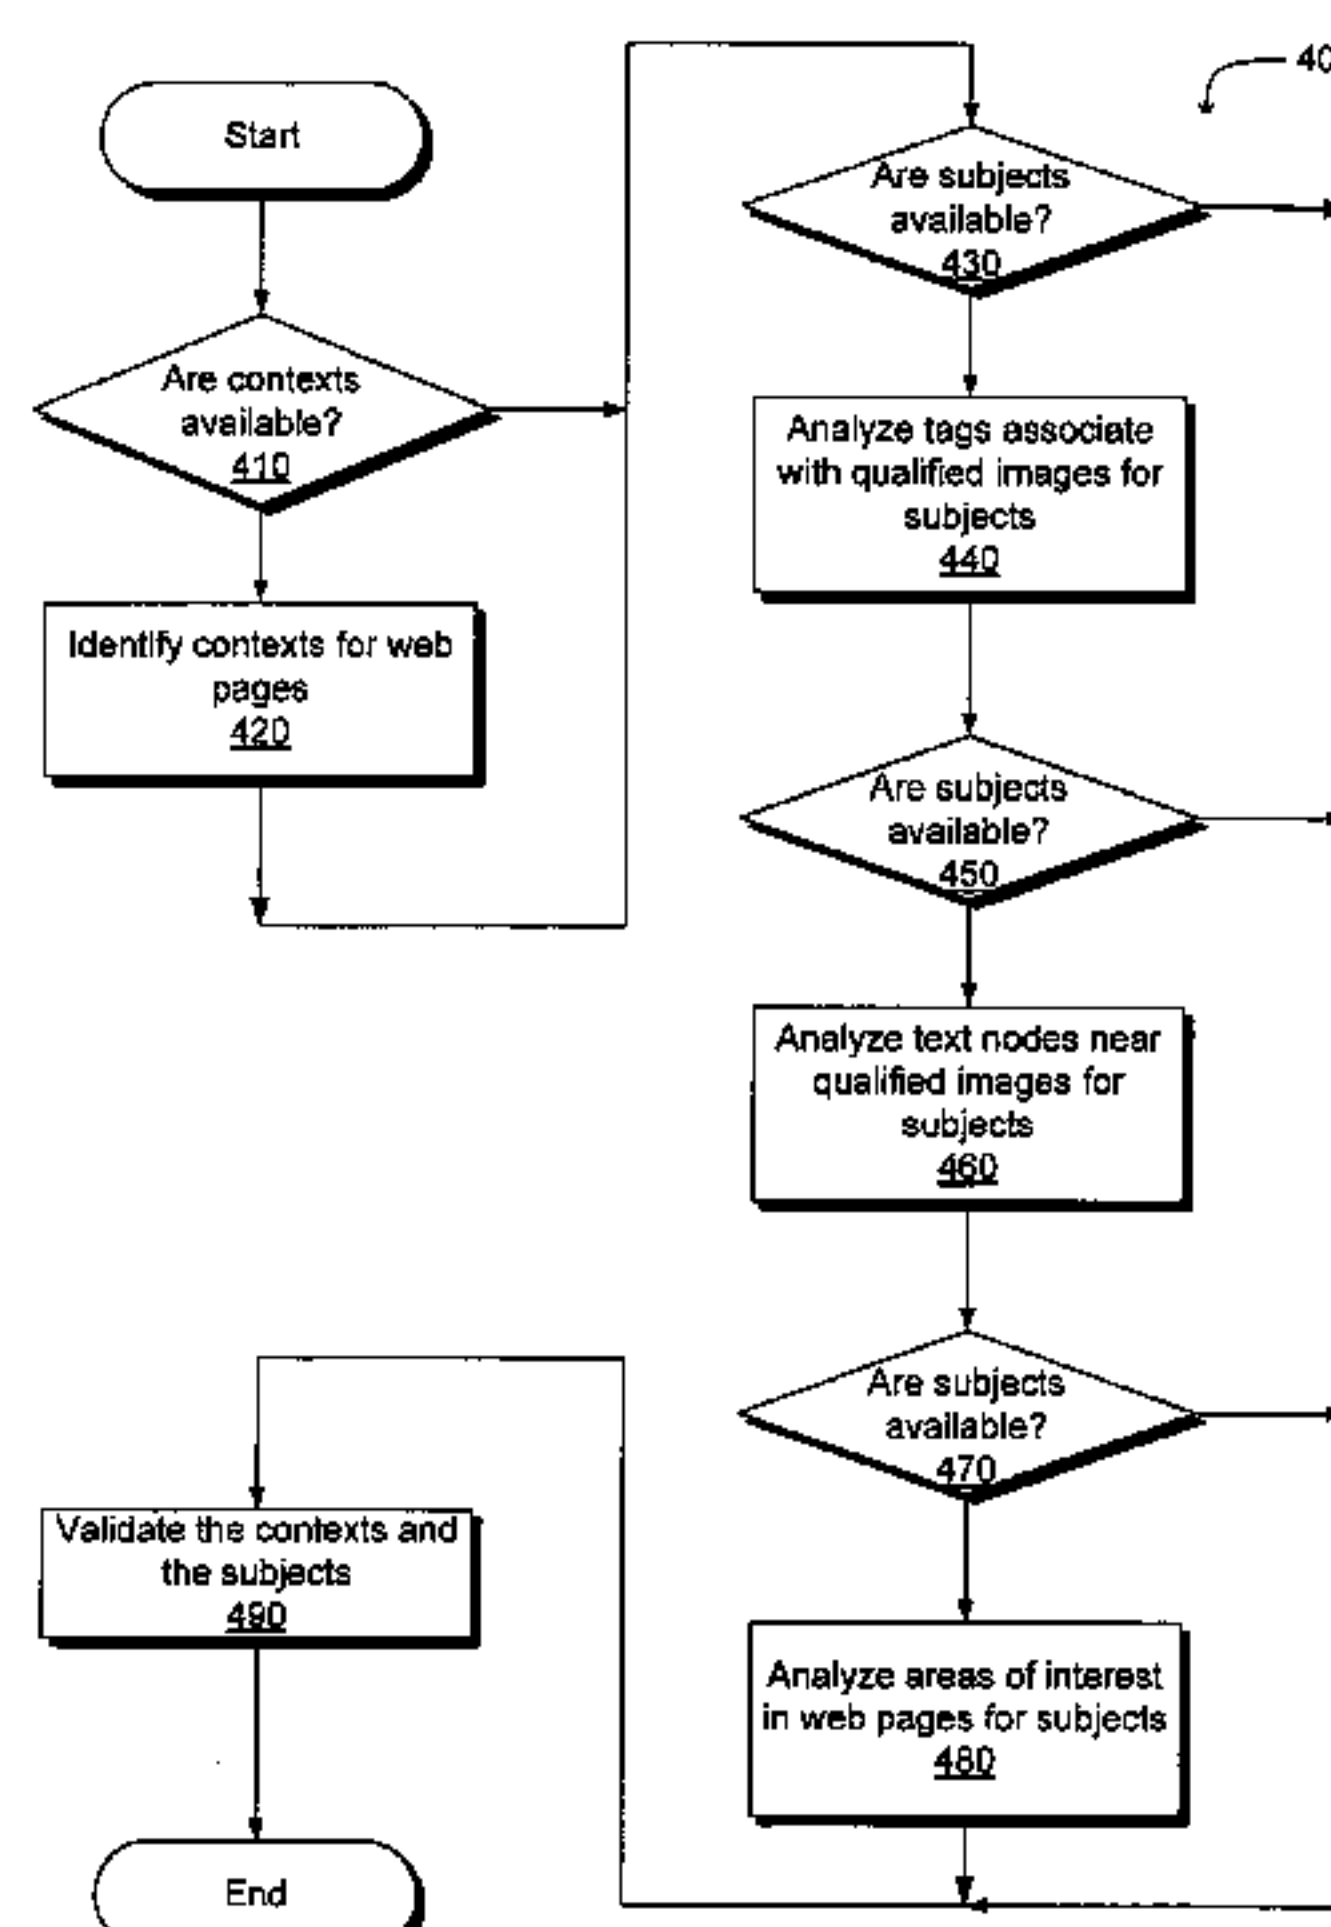 Start
Are contexts
available?
410
Identify contexts for web
pages
420
40
Are subjects
available?
430
Analyze tags associate
with qualified images for
subjects
440
Are subjects
available?
450
Analyze text nodes near
qualified images for
subjects
460
Are subjects
available?
470
Analyze areas of interest
in web pages for subjects
480
Validate the contexts and
the subjects
490
End